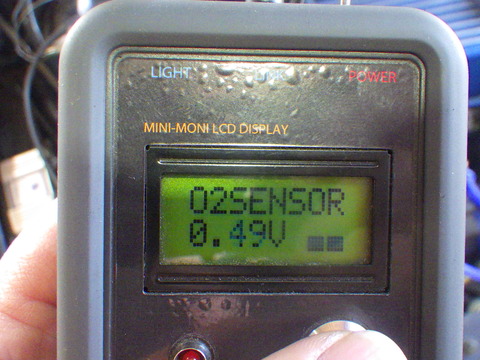 LIGHT POWER
MINI-MONI LCD DISPLAY
O2SENSOR
0.49V